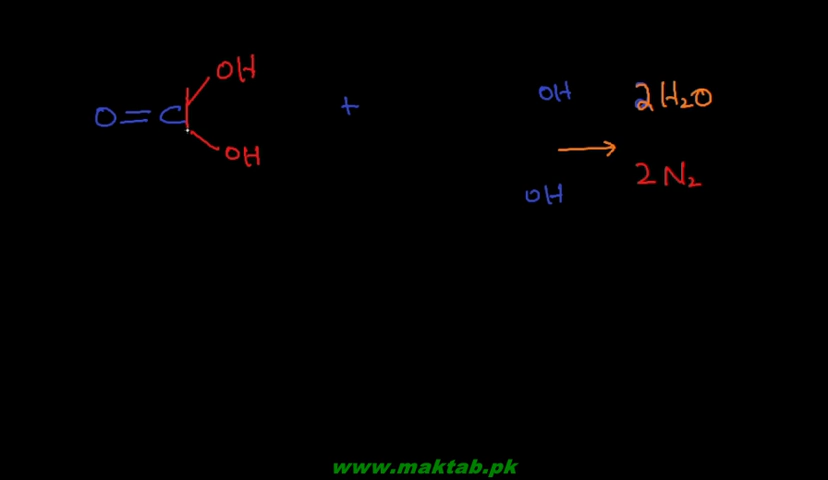 OH
O=C + OH 2H₂O
→
OH OH 2N₂
www.maktab.pk